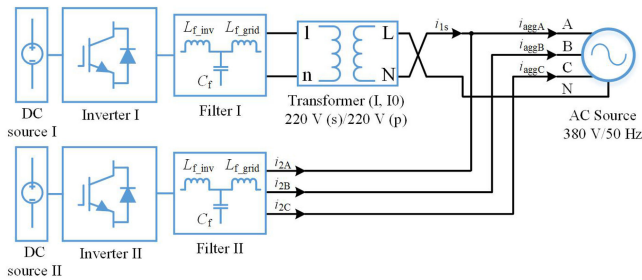 L_f_inv L_f_grid
C_f
DC
source I
Inverter I
Filter I
l L
n N
Transformer (I, I0)
220 V (s)/220 V (p)
i_1s
i_aggA A
i_aggB B
i_aggC C
N
AC Source
380 V/50 Hz
L_f_inv L_f_grid
C_f
i_2A
i_2B
i_2C
DC
source II
Inverter II
Filter II